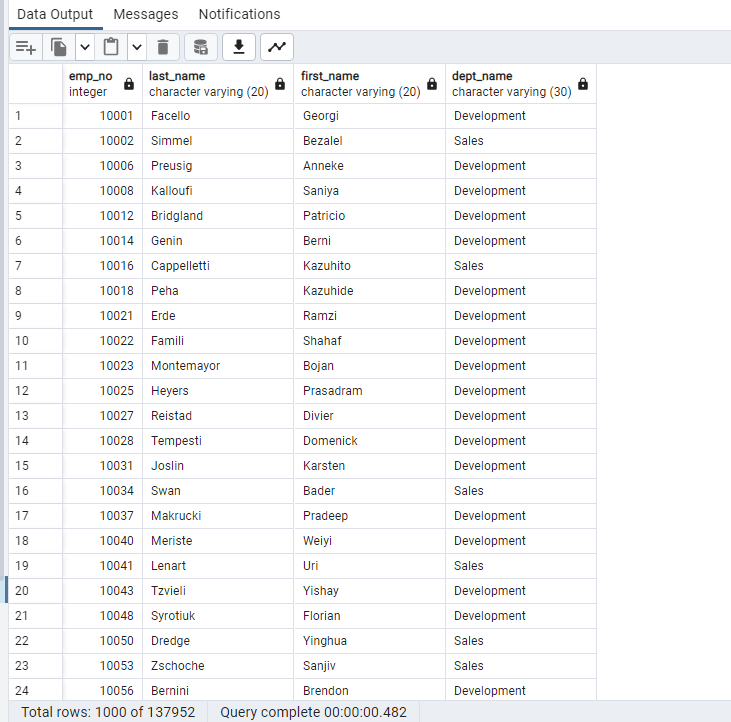 Data Output Messages Notifications
emp_no last_name first_name dept_name
integer character varying (20) character varying (20) character varying (30)
1 10001 Facello Georgi Development
2 10002 Simmel Bezalel Sales
3 10006 Preusig Anneke Development
4 10008 Kalloufi Saniya Development
5 10012 Bridgland Patricio Development
6 10014 Genin Berni Development
7 10016 Cappelletti Kazuhito Sales
8 10018 Peha Kazuhide Development
9 10021 Erde Ramzi Development
10 10022 Famili Shahaf Development
11 10023 Montemayor Bojan Development
12 10025 Heyers Prasadram Development
13 10027 Reistad Divier Development
14 10028 Tempesti Domenick Development
15 10031 Joslin Karsten Development
16 10034 Swan Bader Sales
17 10037 Makrucki Pradeep Development
18 10040 Meriste Weiyi Development
19 10041 Lenart Uri Sales
20 10043 Tzvieli Yishay Development
21 10048 Syrotiuk Florian Development
22 10050 Dredge Yinghua Sales
23 10053 Zschoche Sanjiv Sales
24 10056 Bernini Brendon Development
Total rows: 1000 of 137952 Query complete 00:00:00.482